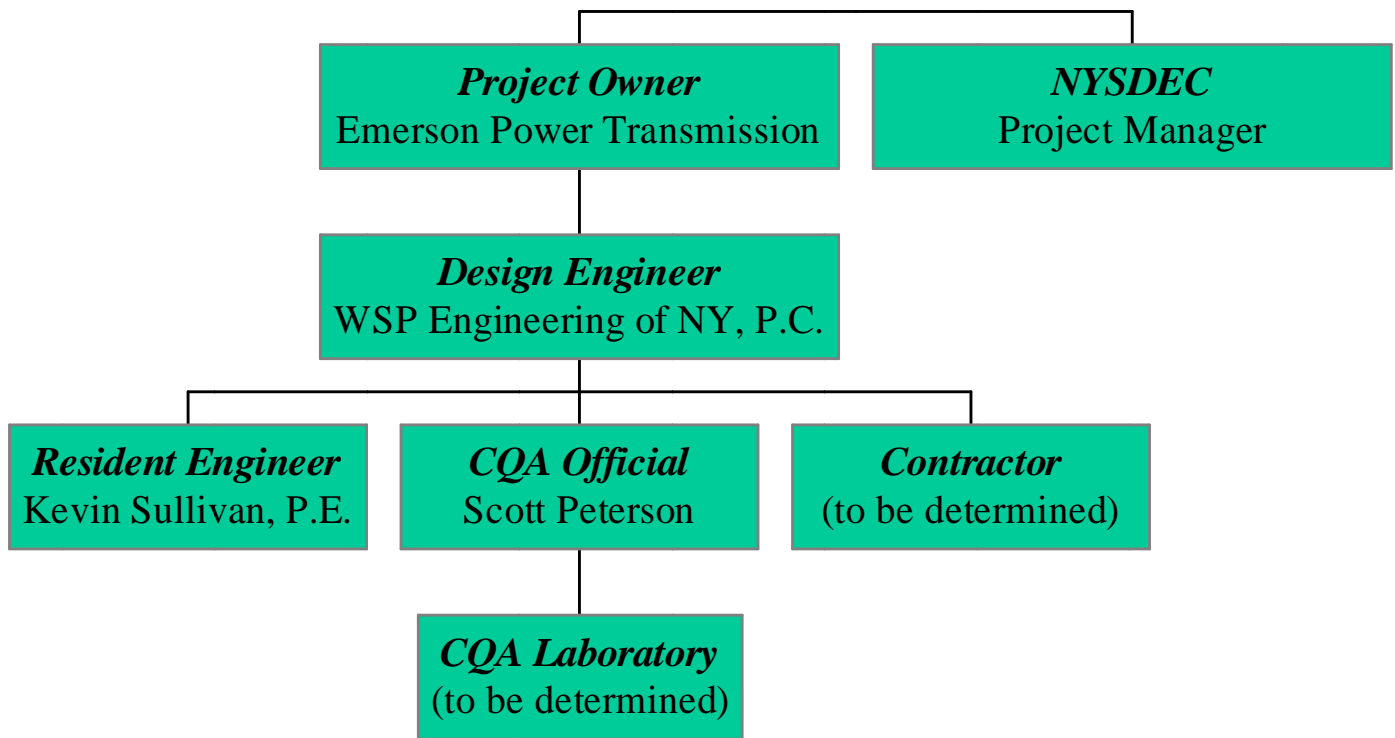 Project Owner
Emerson Power Transmission
NYSDEC
Project Manager
Design Engineer
WSP Engineering of NY, P.C.
Resident Engineer
Kevin Sullivan, P.E.
CQA Official
Scott Peterson
Contractor
(to be determined)
CQA Laboratory
(to be determined)